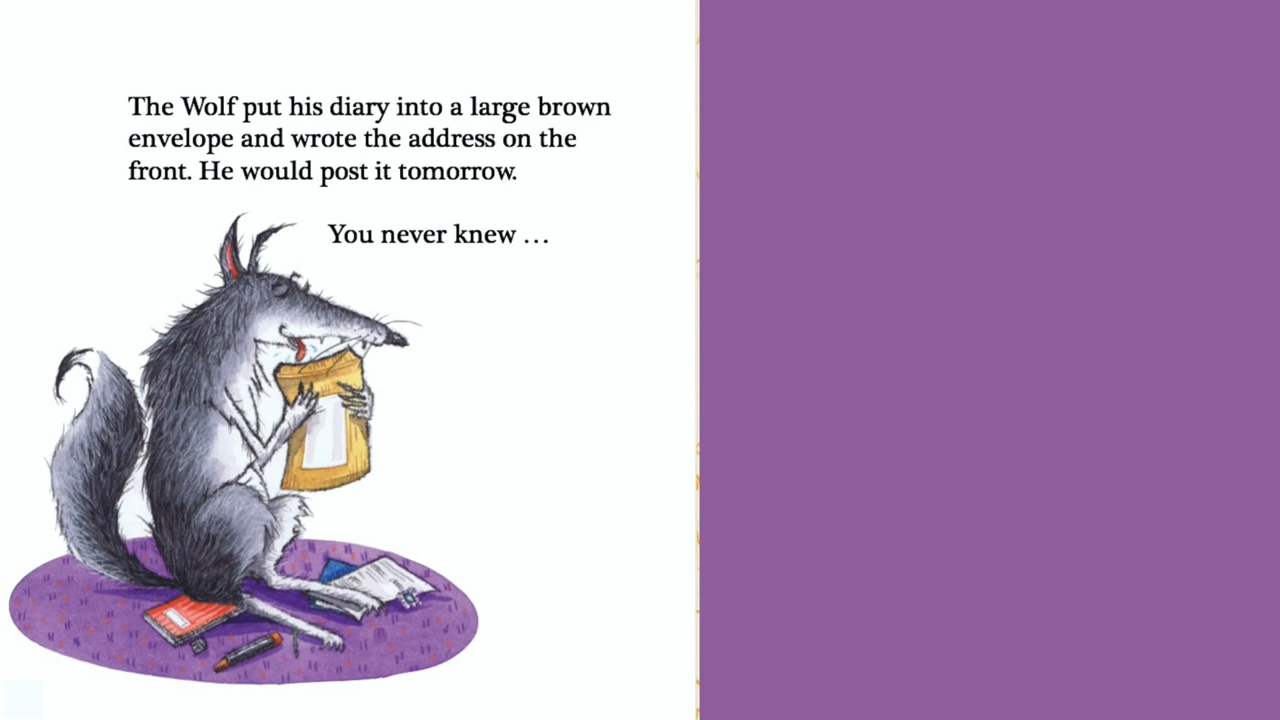 The Wolf put his diary into a large brown
envelope and wrote the address on the
front. He would post it tomorrow.
You never knew …